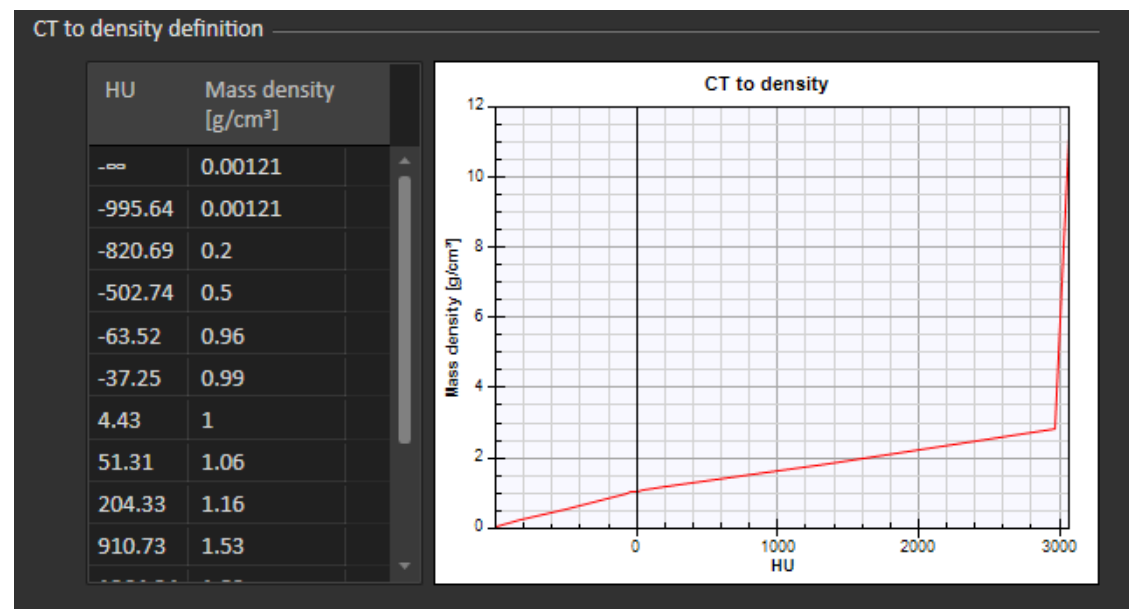 CT to density definition
HU Mass density [g/cm³]
-∞ 0.00121
-995.64 0.00121
-820.69 0.2
-502.74 0.5
-63.52 0.96
-37.25 0.99
4.43 1
51.31 1.06
204.33 1.16
910.73 1.53
CT to density
12
10
8
6
4
2
0
Mass density [g/cm³]
0 1000 2000 3000
HU